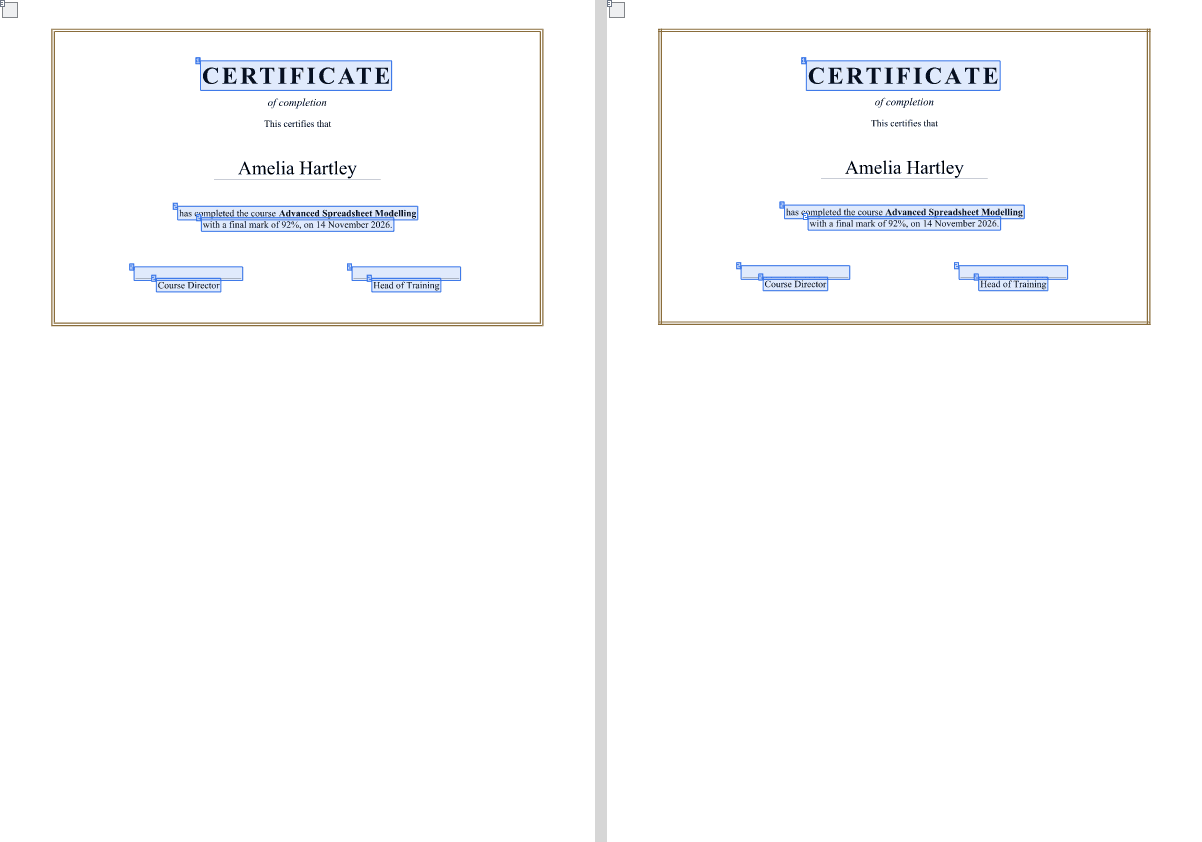 CERTIFICATE
of completion
This certifies that
Amelia Hartley
has completed the course Advanced Spreadsheet Modelling
with a final mark of 92%, on 14 November 2026.
Course Director
Head of Training
CERTIFICATE
of completion
This certifies that
Amelia Hartley
has completed the course Advanced Spreadsheet Modelling
with a final mark of 92%, on 14 November 2026.
Course Director
Head of Training